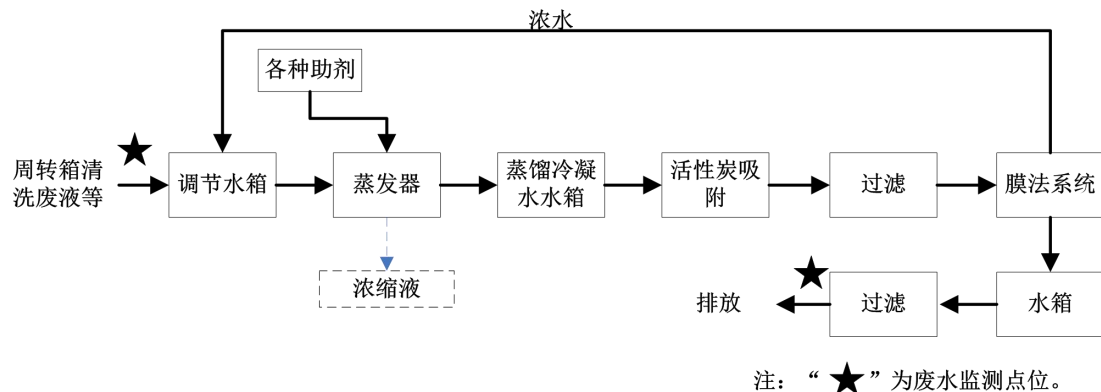 浓水
各种助剂
周转箱清
洗废液等
调节水箱
蒸发器
蒸馏冷凝
水水箱
活性炭吸
附
过滤
膜法系统
浓缩液
排放
过滤
水箱
注：“★”为废水监测点位。